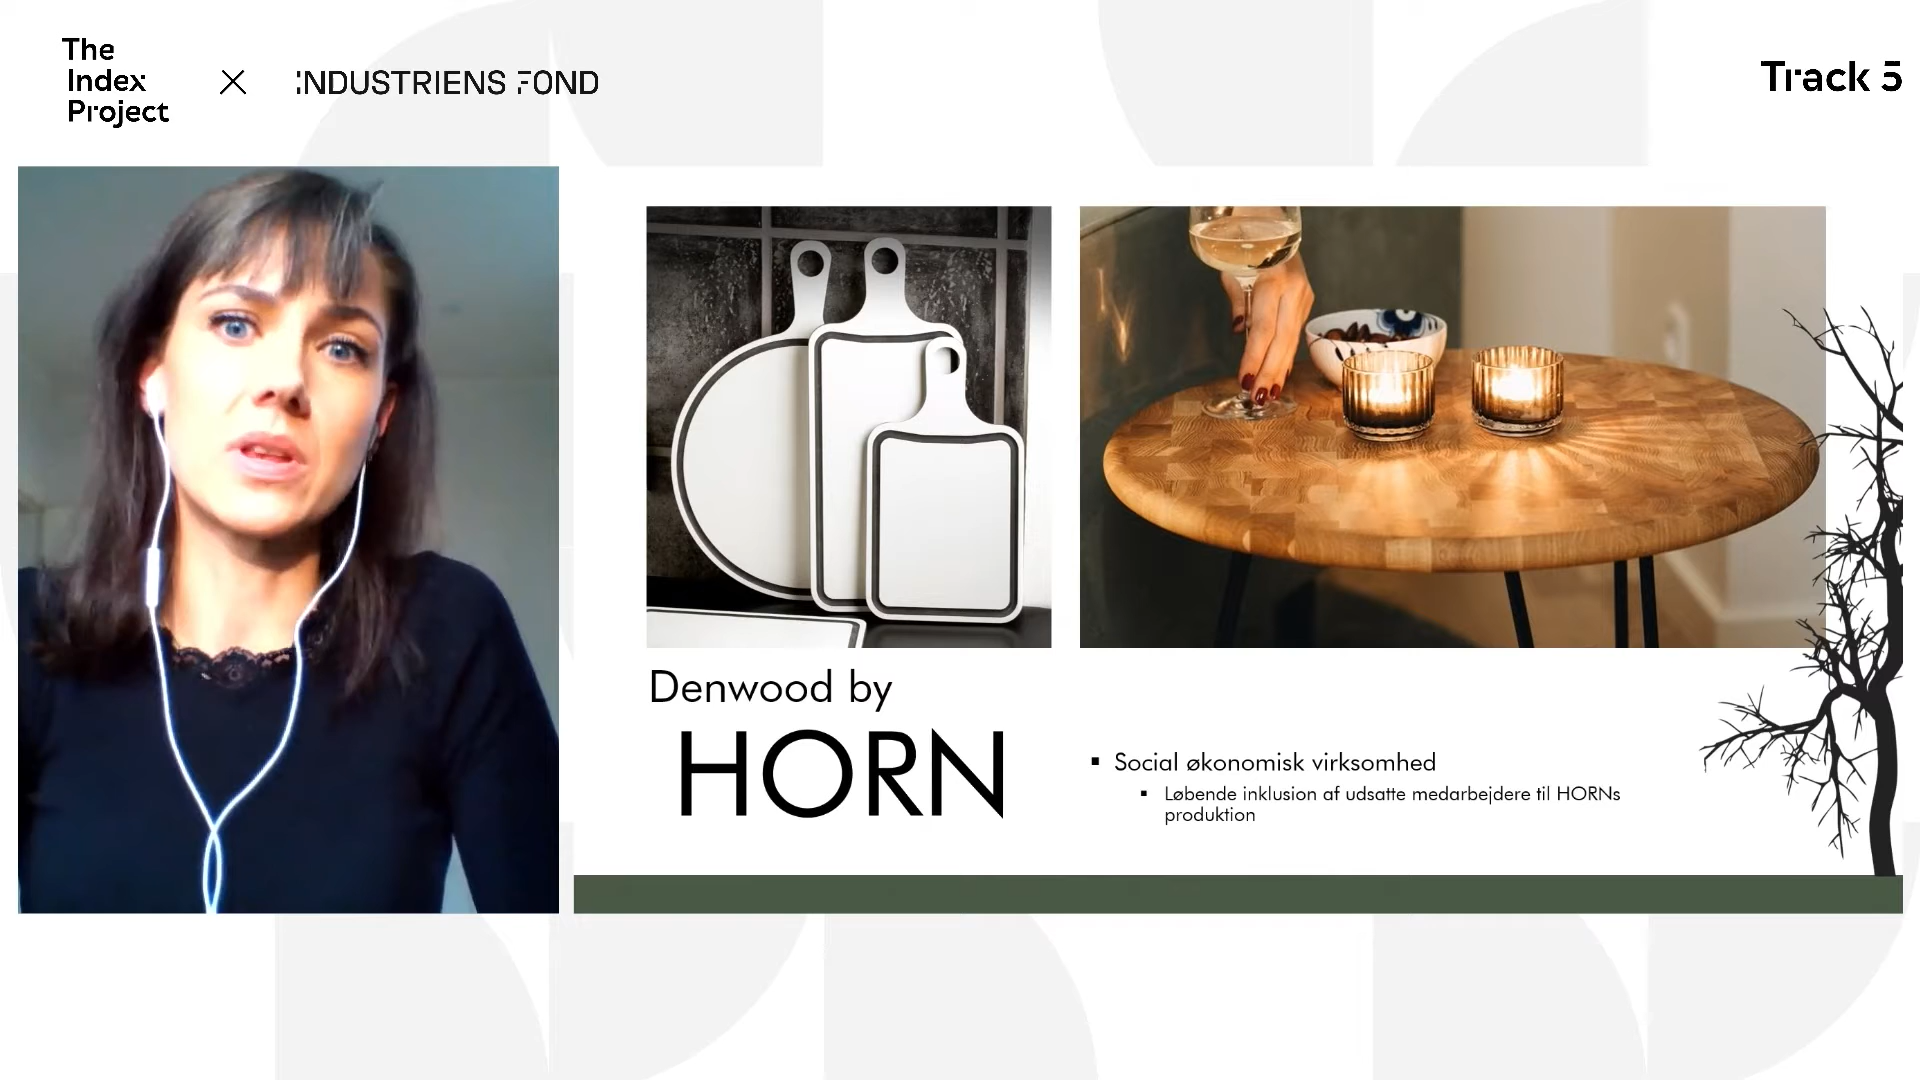 The
Index
Project
INDUSTRIENS FOND
Track 5
Denwood by
HORN
Social økonomisk virksomhed
Løbende inklusion af udsatte medarbejdere til HORNs
produktion